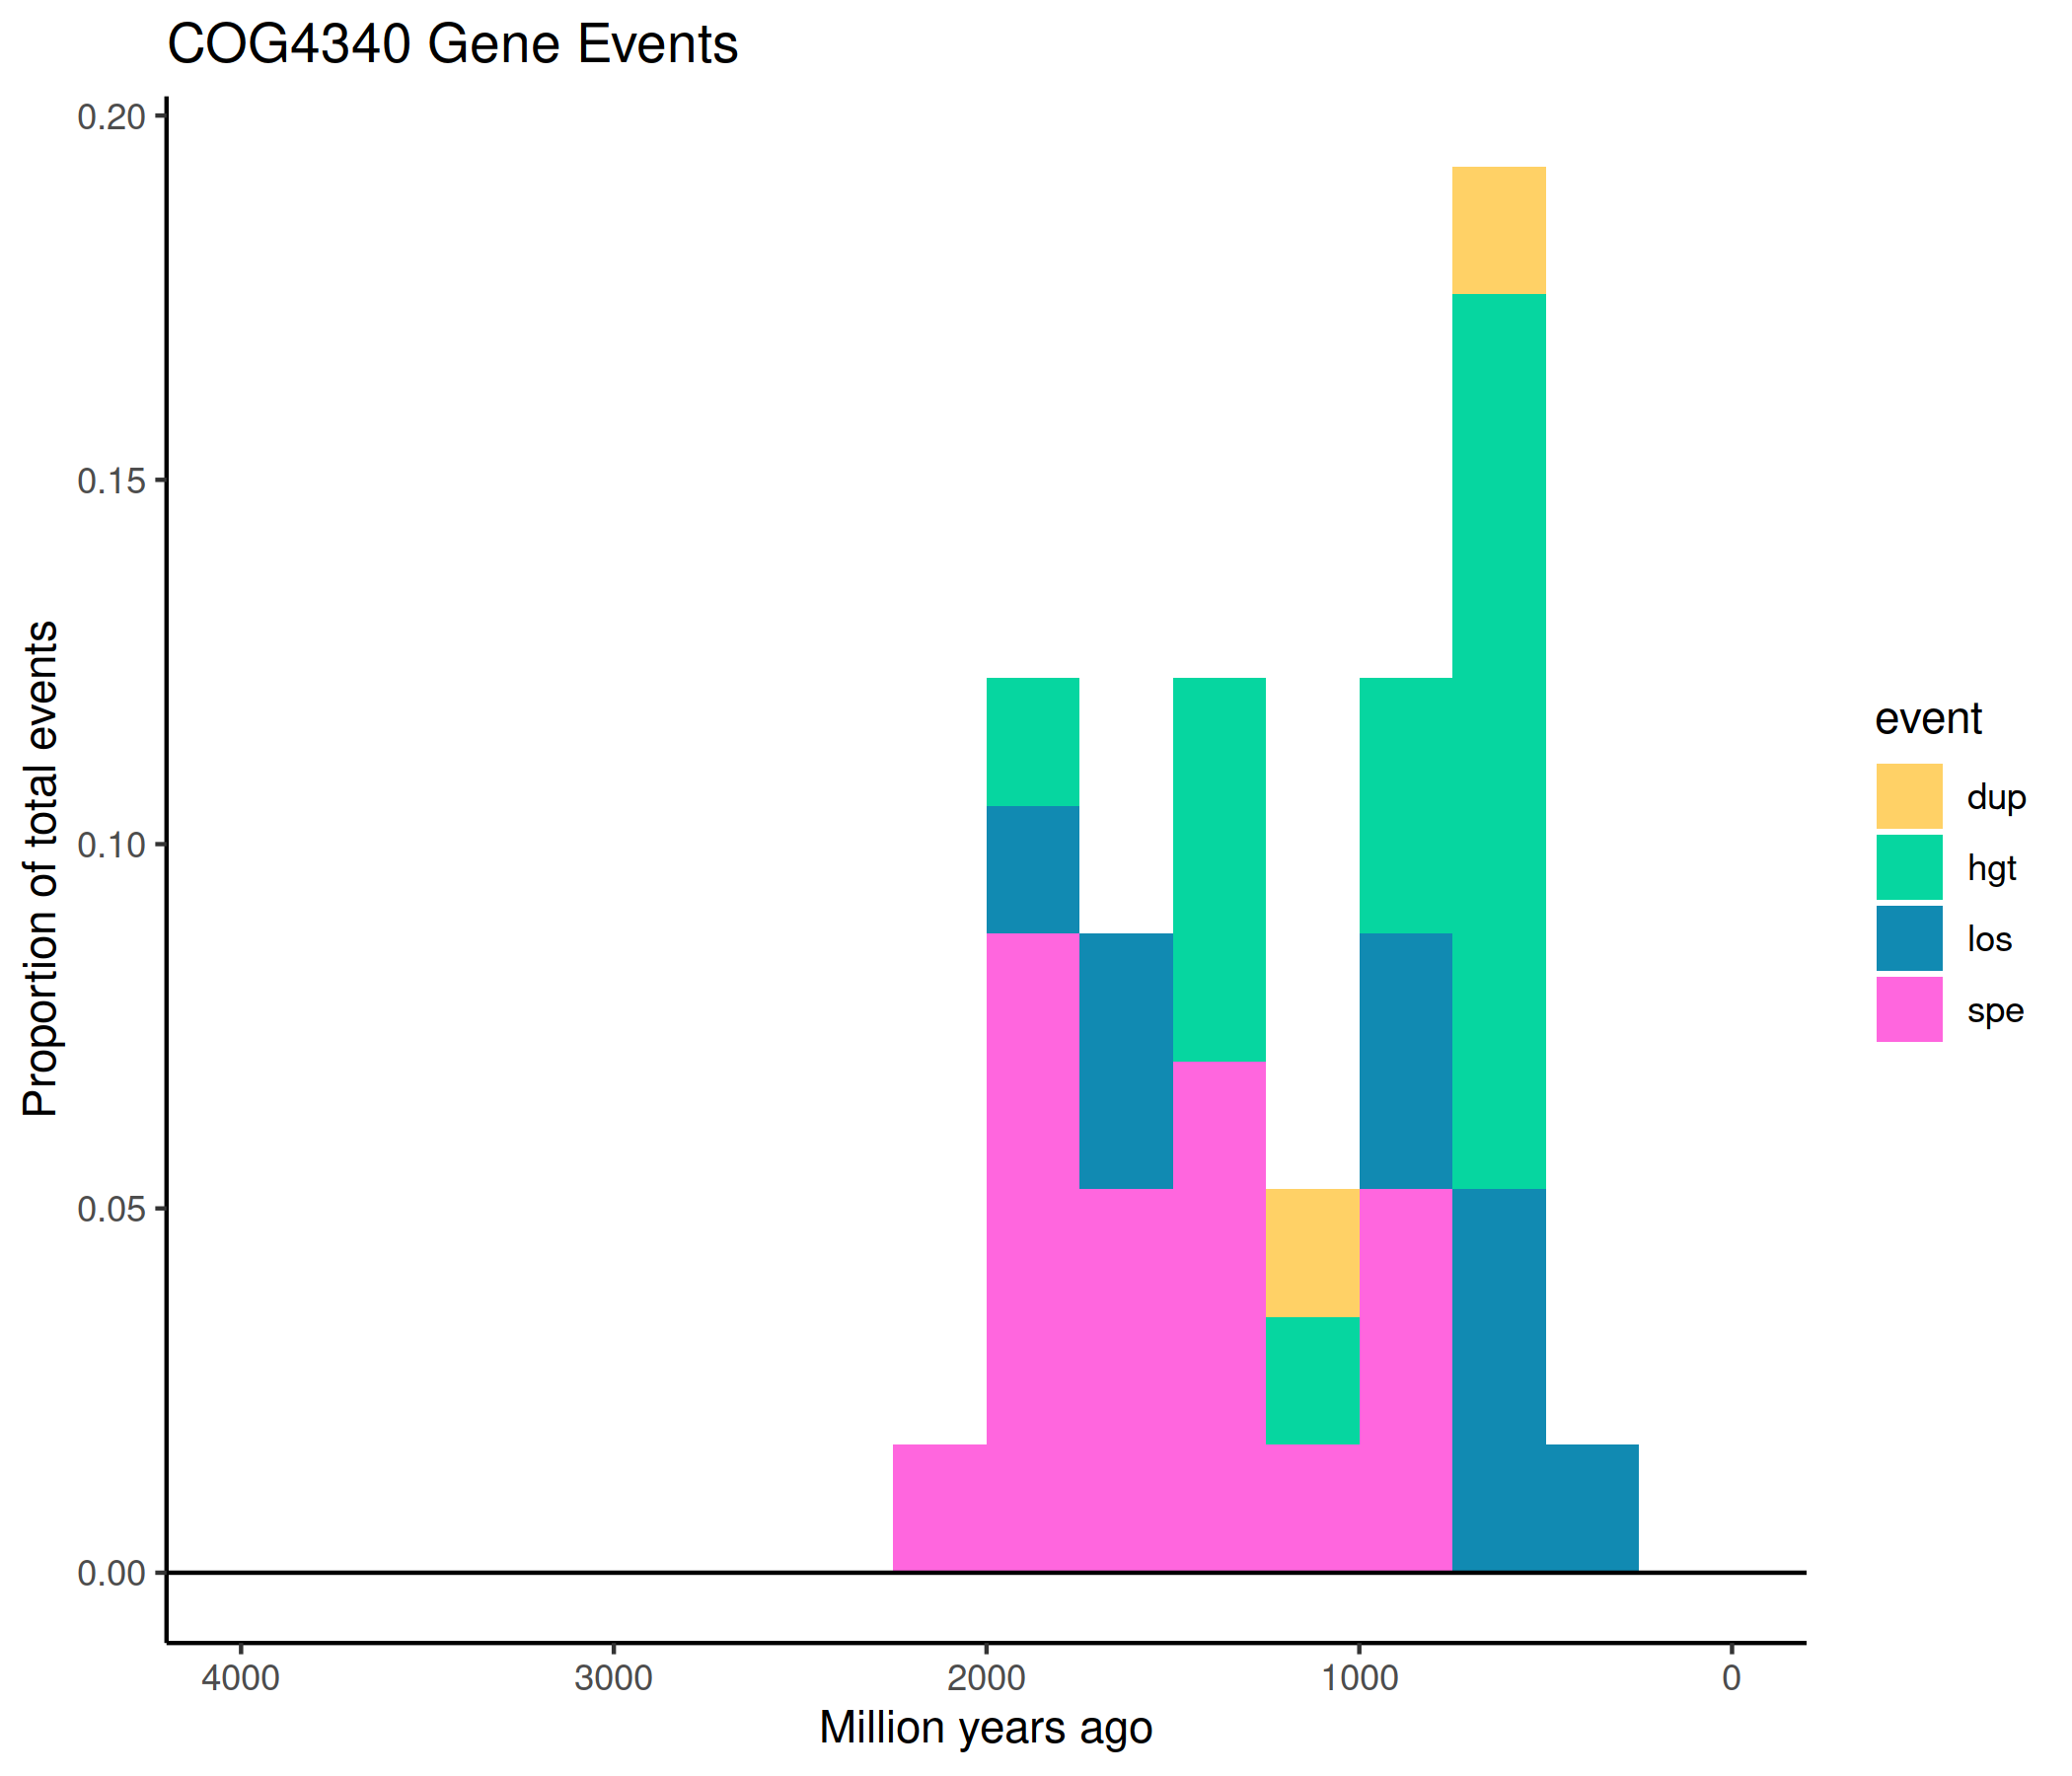 COG4340 Gene Events
0.20
0.15
0.10
0.05
0.00
Proportion of total events
4000 3000 2000 1000 0
Million years ago
event
dup
hgt
los
spe